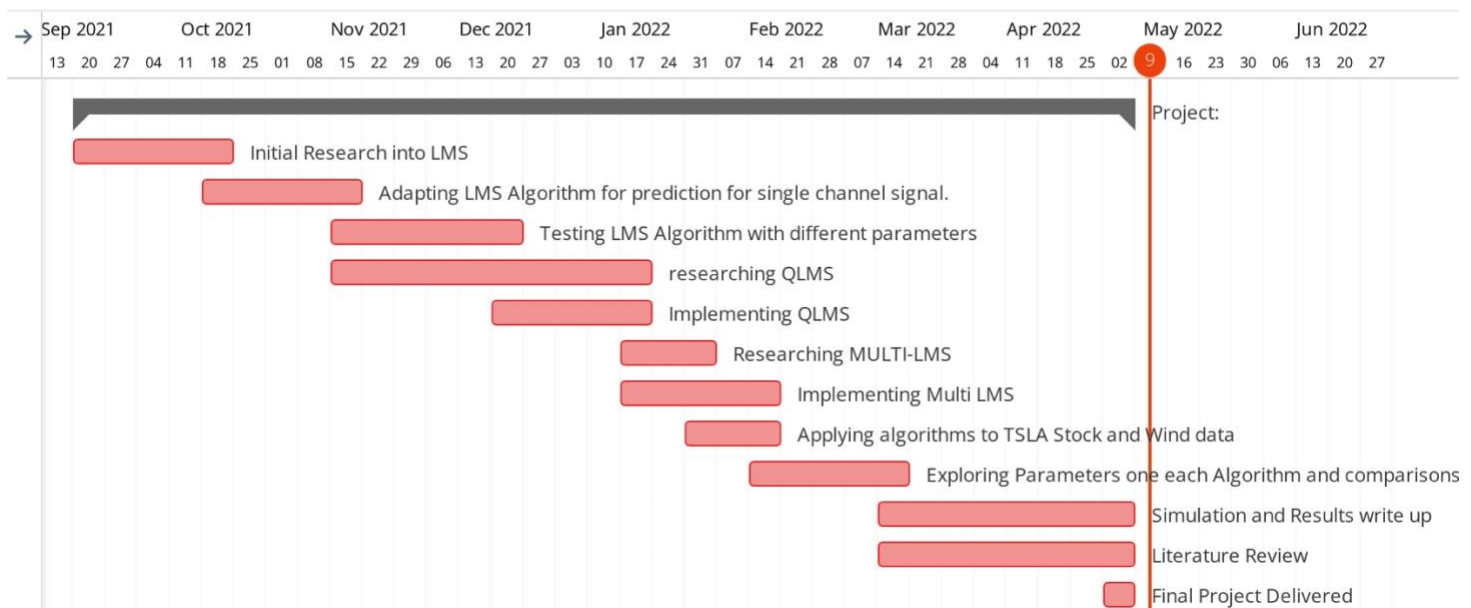 Sep 2021 Oct 2021 Nov 2021 Dec 2021 Jan 2022 Feb 2022 Mar 2022 Apr 2022 May 2022 Jun 2022
13 20 27 04 11 18 25 01 08 15 22 29 06 13 20 27 03 10 17 24 31 07 14 21 28 07 14 21 28 04 11 18 25 02 9 16 23 30 06 13 20 27
Project:
Initial Research into LMS
Adapting LMS Algorithm for prediction for single channel signal.
Testing LMS Algorithm with different parameters
researching QLMS
Implementing QLMS
Researching MULTI-LMS
Implementing Multi LMS
Applying algorithms to TSLA Stock and Wind data
Exploring Parameters one each Algorithm and comparisons
Simulation and Results write up
Literature Review
Final Project Delivered